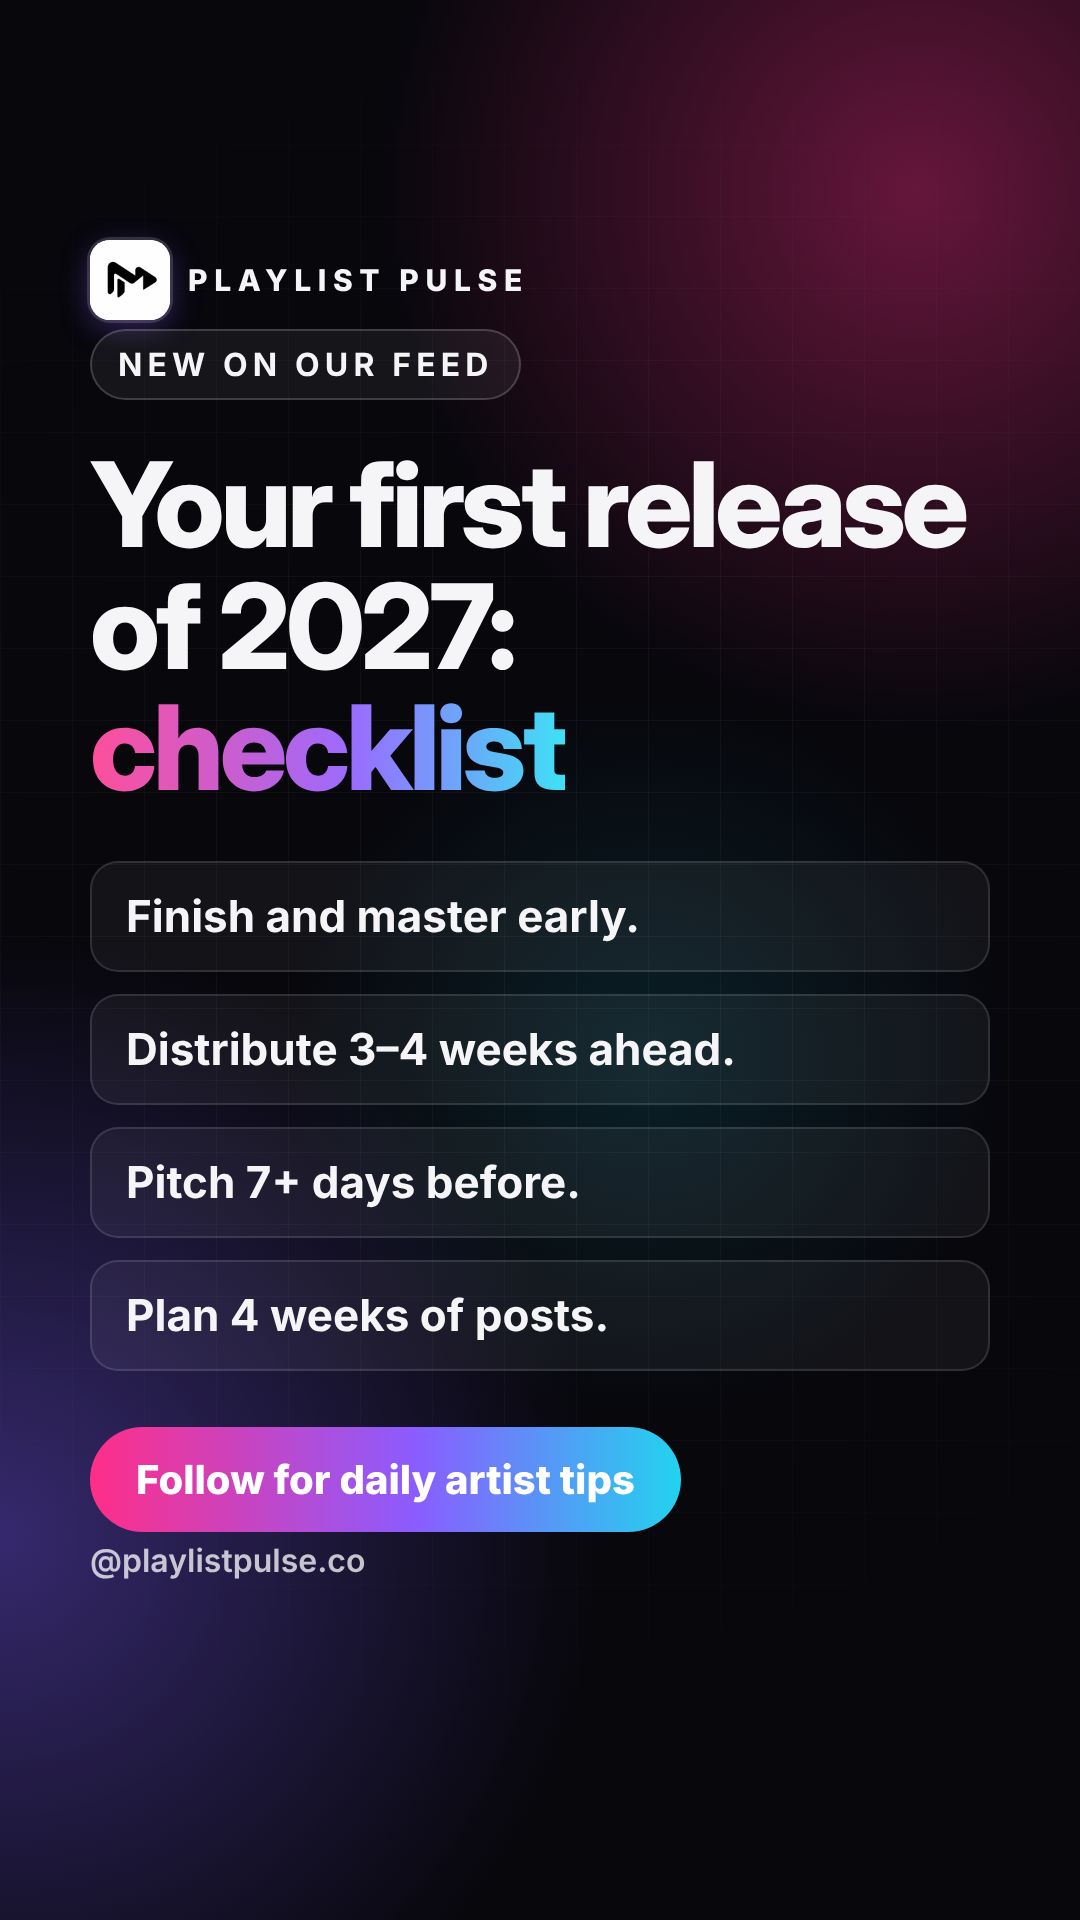 PLAYLIST PULSE
NEW ON OUR FEED
Your first release
of 2027:
checklist
Finish and master early.
Distribute 3–4 weeks ahead.
Pitch 7+ days before.
Plan 4 weeks of posts.
Follow for daily artist tips
@playlistpulse.co